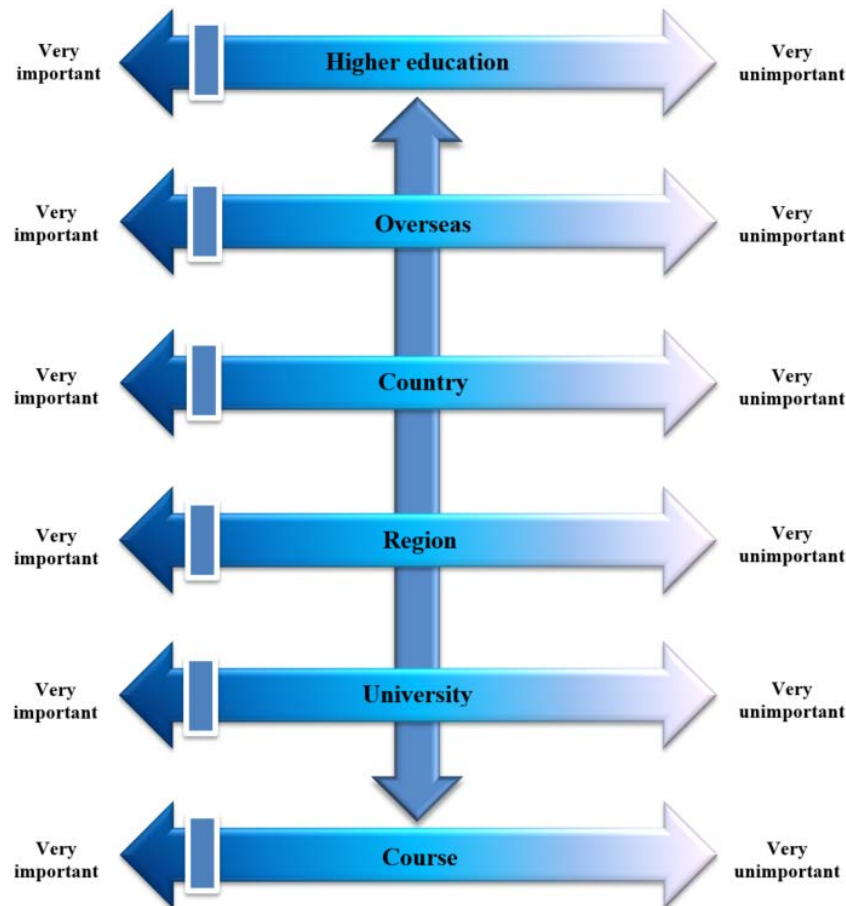 Very
important
Higher education
Very
unimportant
Very
important
Overseas
Very
unimportant
Very
important
Country
Very
unimportant
Very
important
Region
Very
unimportant
Very
important
University
Very
unimportant
Very
important
Course
Very
unimportant